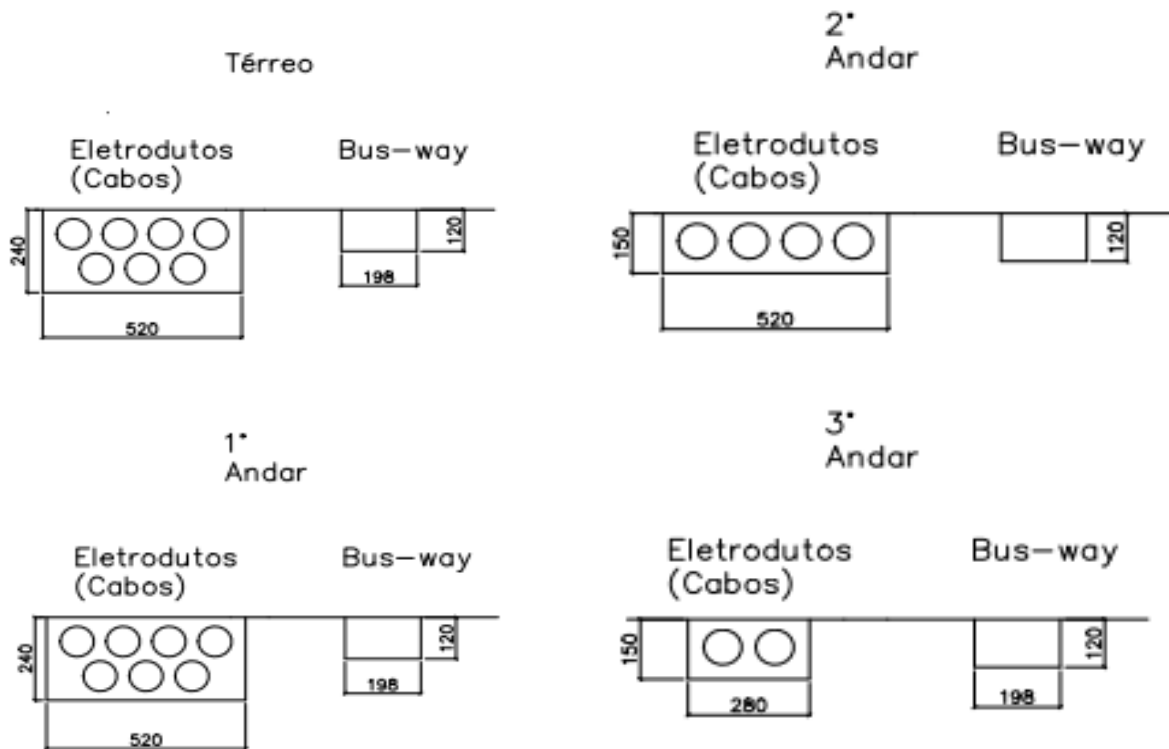 Térreo
Eletrodutos
(Cabos)
Bus-way
240
120
198
520
2°
Andar
Eletrodutos
(Cabos)
Bus-way
150
120
520
1°
Andar
Eletrodutos
(Cabos)
Bus-way
240
120
198
520
3°
Andar
Eletrodutos
(Cabos)
Bus-way
150
120
280
198